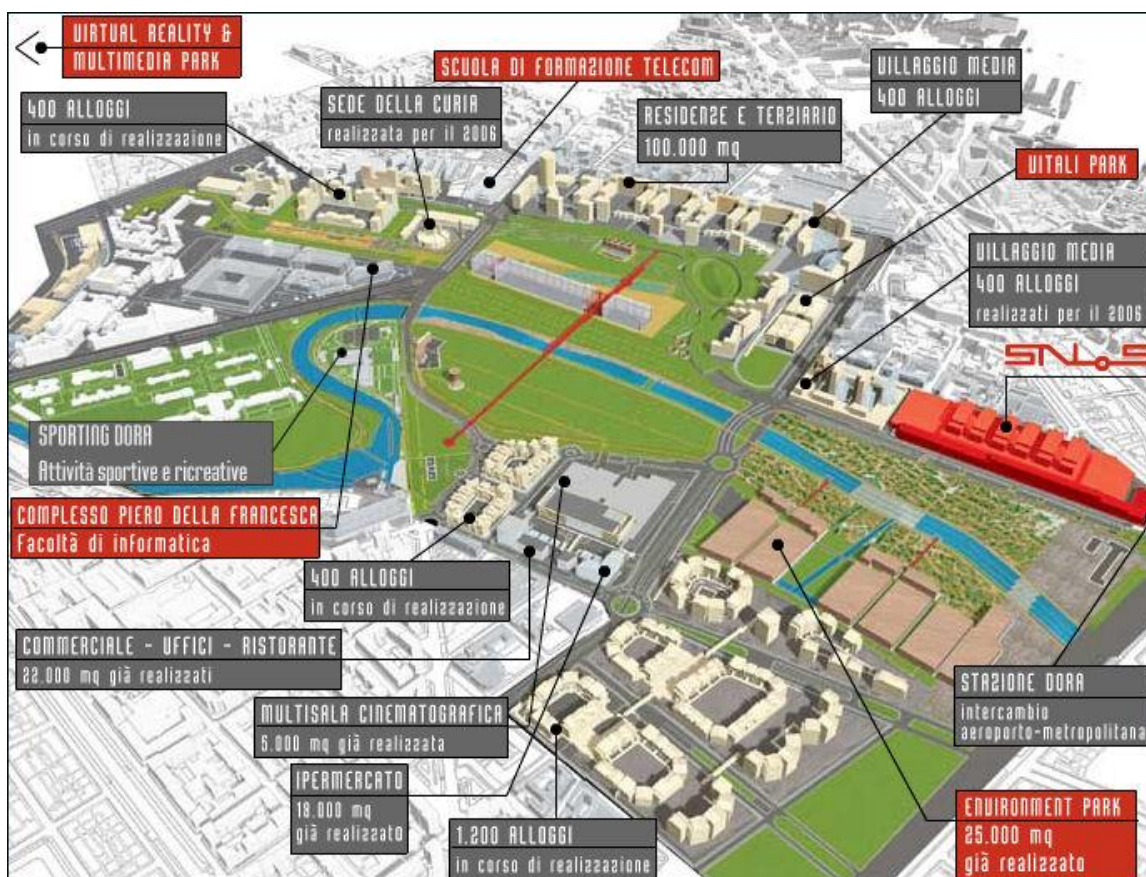 VIRTUAL REALITY &
MULTIMEDIA PARK
SCUOLA DI FORMAZIONE TELECOM
VILLAGGIO MEDIA
400 ALLOGGI
400 ALLOGGI
in corso di realizzazione
SEDE DELLA CURIA
realizzata per il 2006
RESIDENZE E TERZIARIO
100.000 mq
VITALI PARK
VILLAGGIO MEDIA
400 ALLOGGI
realizzati per il 2006
SNOS
SPORTING DORA
Attività sportive e ricreative
COMPLESSO PIERO DELLA FRANCESCA
Facoltà di informatica
400 ALLOGGI
in corso di realizzazione
COMMERCIALE - UFFICI - RISTORANTE
22.000 mq già realizzati
STAZIONE DORA
intercambio
aeroporto-metropolitana
MULTISALA CINEMATOGRAFICA
5.000 mq già realizzata
IPERMERCATO
18.000 mq
già realizzato
1.200 ALLOGGI
in corso di realizzazione
ENVIRONMENT PARK
25.000 mq
già realizzato